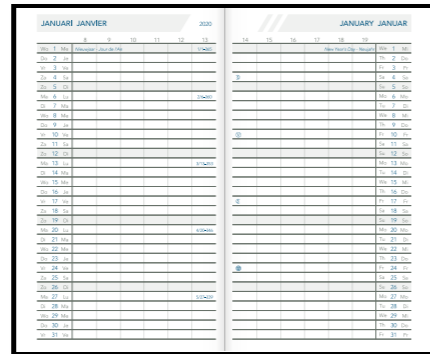 JANUARI JANVIER 2020
8 9 10 11 12 13
Wo 1 Me Nieuwjaar - Jour de l'An
Do 2 Je
Vr 3 Ve
Za 4 Sa
Zo 5 Di
Ma 6 Lu
Di 7 Ma
Wo 8 Me
Do 9 Je
Vr 10 Ve
Za 11 Sa
Zo 12 Di
Ma 13 Lu
Di 14 Ma
Wo 15 Me
Do 16 Je
Vr 17 Ve
Za 18 Sa
Zo 19 Di
Ma 20 Lu
Di 21 Ma
Wo 22 Me
Do 23 Je
Vr 24 Ve
Za 25 Sa
Zo 26 Di
Ma 27 Lu
Di 28 Ma
Wo 29 Me
Do 30 Je
Vr 31 Ve
JANUARY JANUAR
14 15 16 17 18 19
New Year's Day - Neujahr We 1 Mi
Th 2 Do
Fr 3 Fr
Sa 4 Sa
Su 5 So
Mo 6 Mo
Tu 7 Di
We 8 Mi
Th 9 Do
Fr 10 Fr
Sa 11 Sa
Su 12 So
Mo 13 Mo
Tu 14 Di
We 15 Mi
Th 16 Do
Fr 17 Fr
Sa 18 Sa
Su 19 So
Mo 20 Mo
Tu 21 Di
We 22 Mi
Th 23 Do
Fr 24 Fr
Sa 25 Sa
Su 26 So
Mo 27 Mo
Tu 28 Di
We 29 Mi
Th 30 Do
Fr 31 Fr